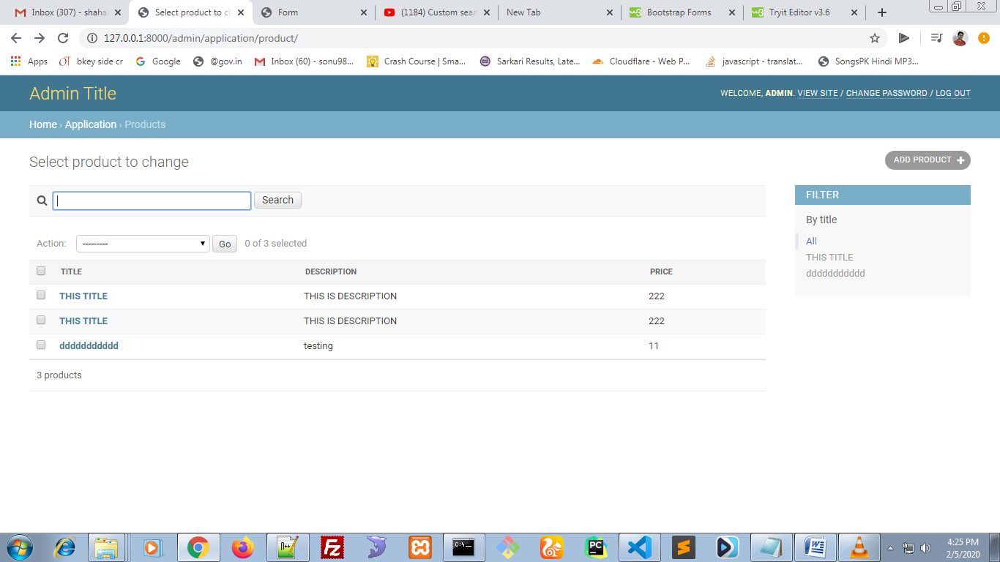 Inbox (307) - shaha
Select product to ch
Form
(1184) Custom sear
New Tab
Bootstrap Forms
Tryit Editor v3.6
127.0.0.1:8000/admin/application/product/
Apps
bkey side cr
Google
@gov.in
Inbox (60) - sonu98...
Crash Course | Sma...
Sarkari Results, Late...
Cloudflare - Web P...
javascript - translat...
SongsPK Hindi MP3...
Admin Title
WELCOME, ADMIN. VIEW SITE / CHANGE PASSWORD / LOG OUT
Home › Application › Products
Select product to change
ADD PRODUCT +
Search
FILTER
By title
All
THIS TITLE
ddddddddddd
Action: --------- Go 0 of 3 selected
TITLE DESCRIPTION PRICE
THIS TITLE THIS IS DESCRIPTION 222
THIS TITLE THIS IS DESCRIPTION 222
ddddddddddd testing 11
3 products
4:25 PM
2/5/2020